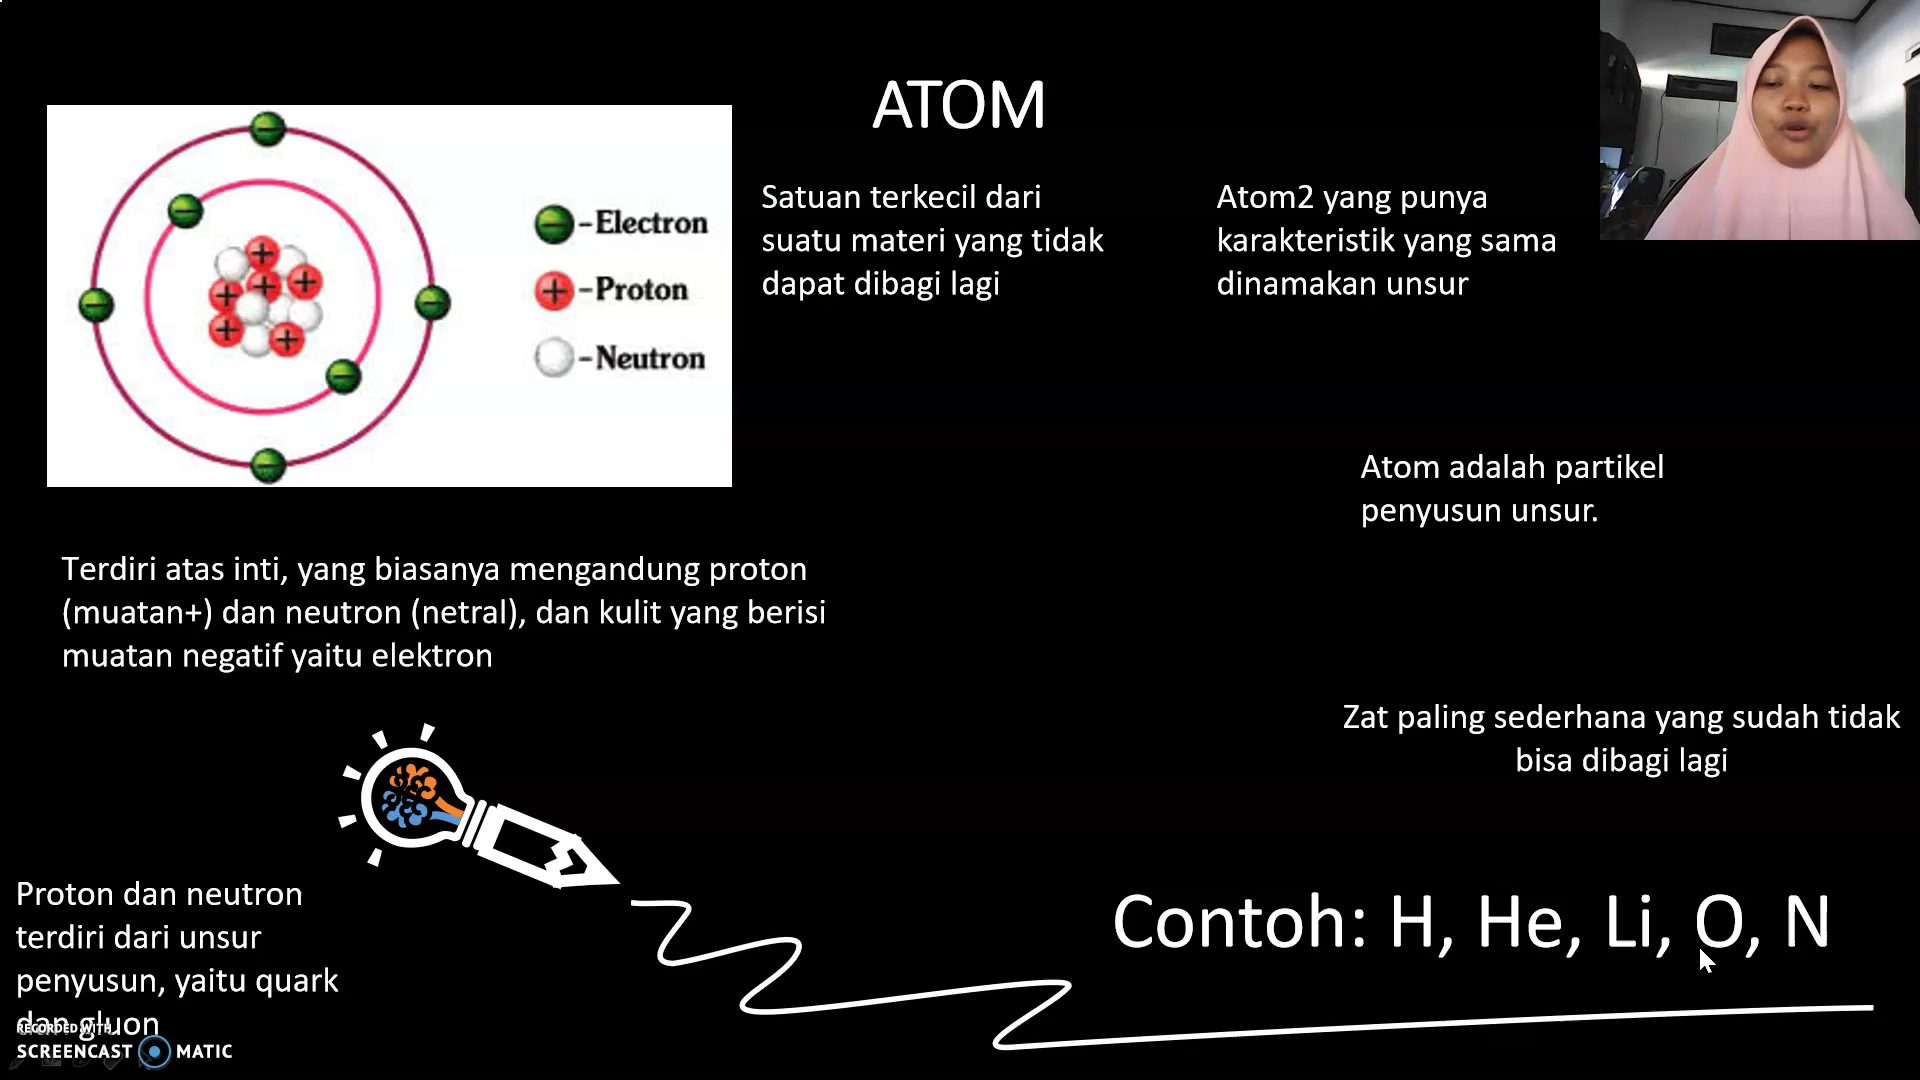 ATOM
-Electron
-Proton
-Neutron
Satuan terkecil dari
suatu materi yang tidak
dapat dibagi lagi
Atom2 yang punya
karakteristik yang sama
dinamakan unsur
Atom adalah partikel
penyusun unsur.
Terdiri atas inti, yang biasanya mengandung proton
(muatan+) dan neutron (netral), dan kulit yang berisi
muatan negatif yaitu elektron
Zat paling sederhana yang sudah tidak
bisa dibagi lagi
Proton dan neutron
terdiri dari unsur
penyusun, yaitu quark
dan gluon
Contoh: H, He, Li, O, N
RECORDED WITH
SCREENCAST MATIC